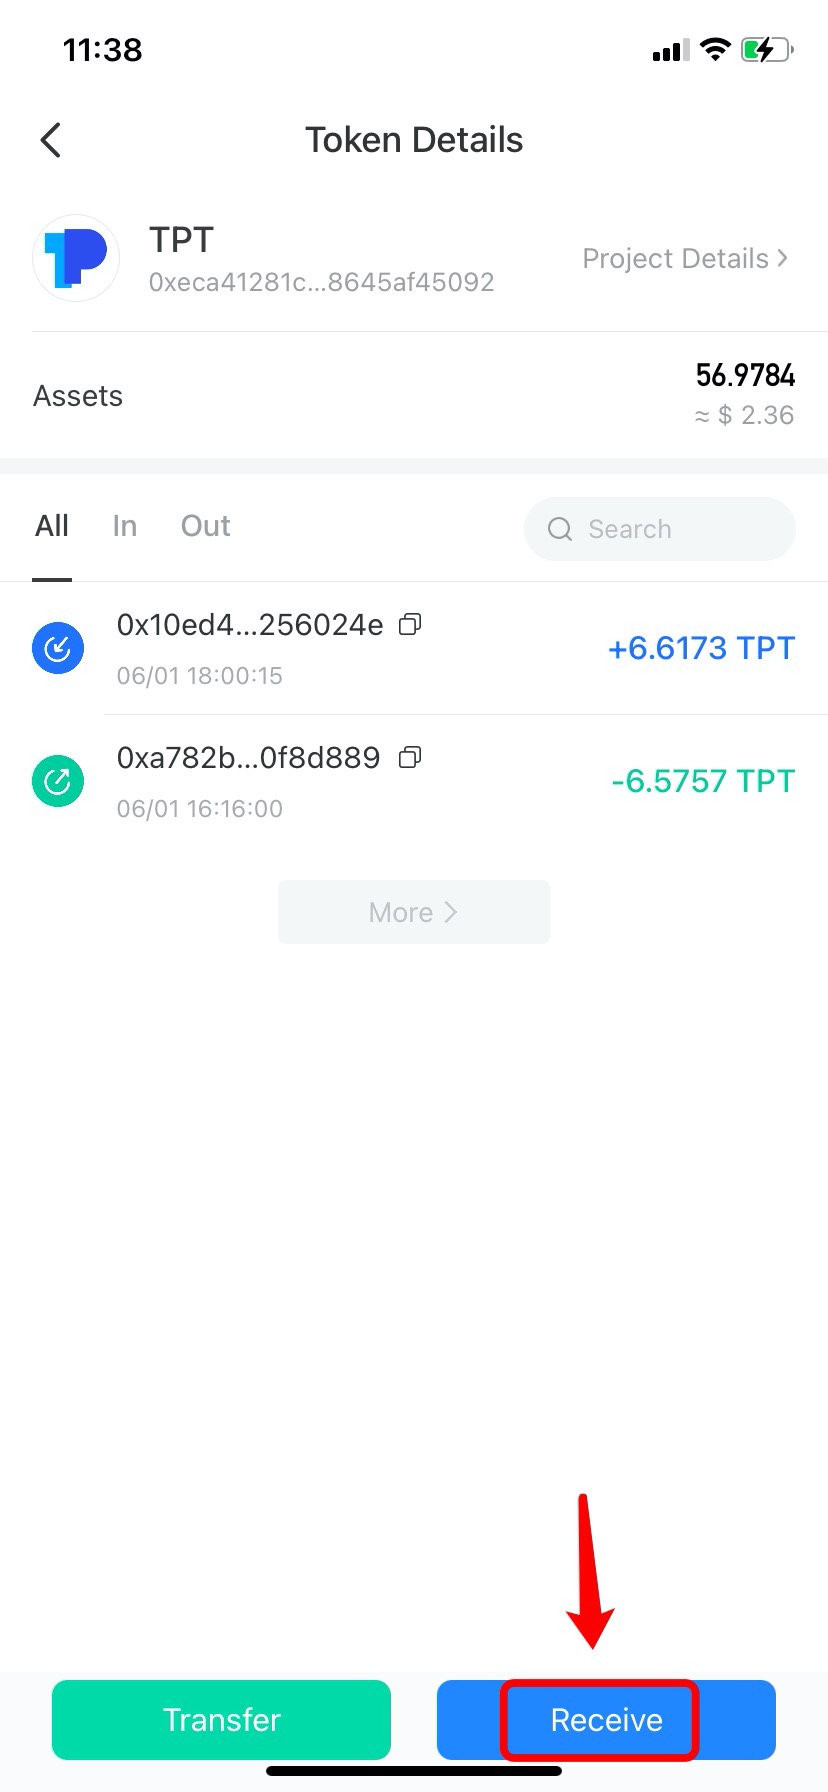 11:38
Token Details
TPT
0xeca41281c...8645af45092
Project Details >
Assets
56.9784
≈ $ 2.36
All
In
Out
Search
0x10ed4...256024e
06/01 18:00:15
+6.6173 TPT
0xa782b...0f8d889
06/01 16:16:00
-6.5757 TPT
More >
Transfer
Receive